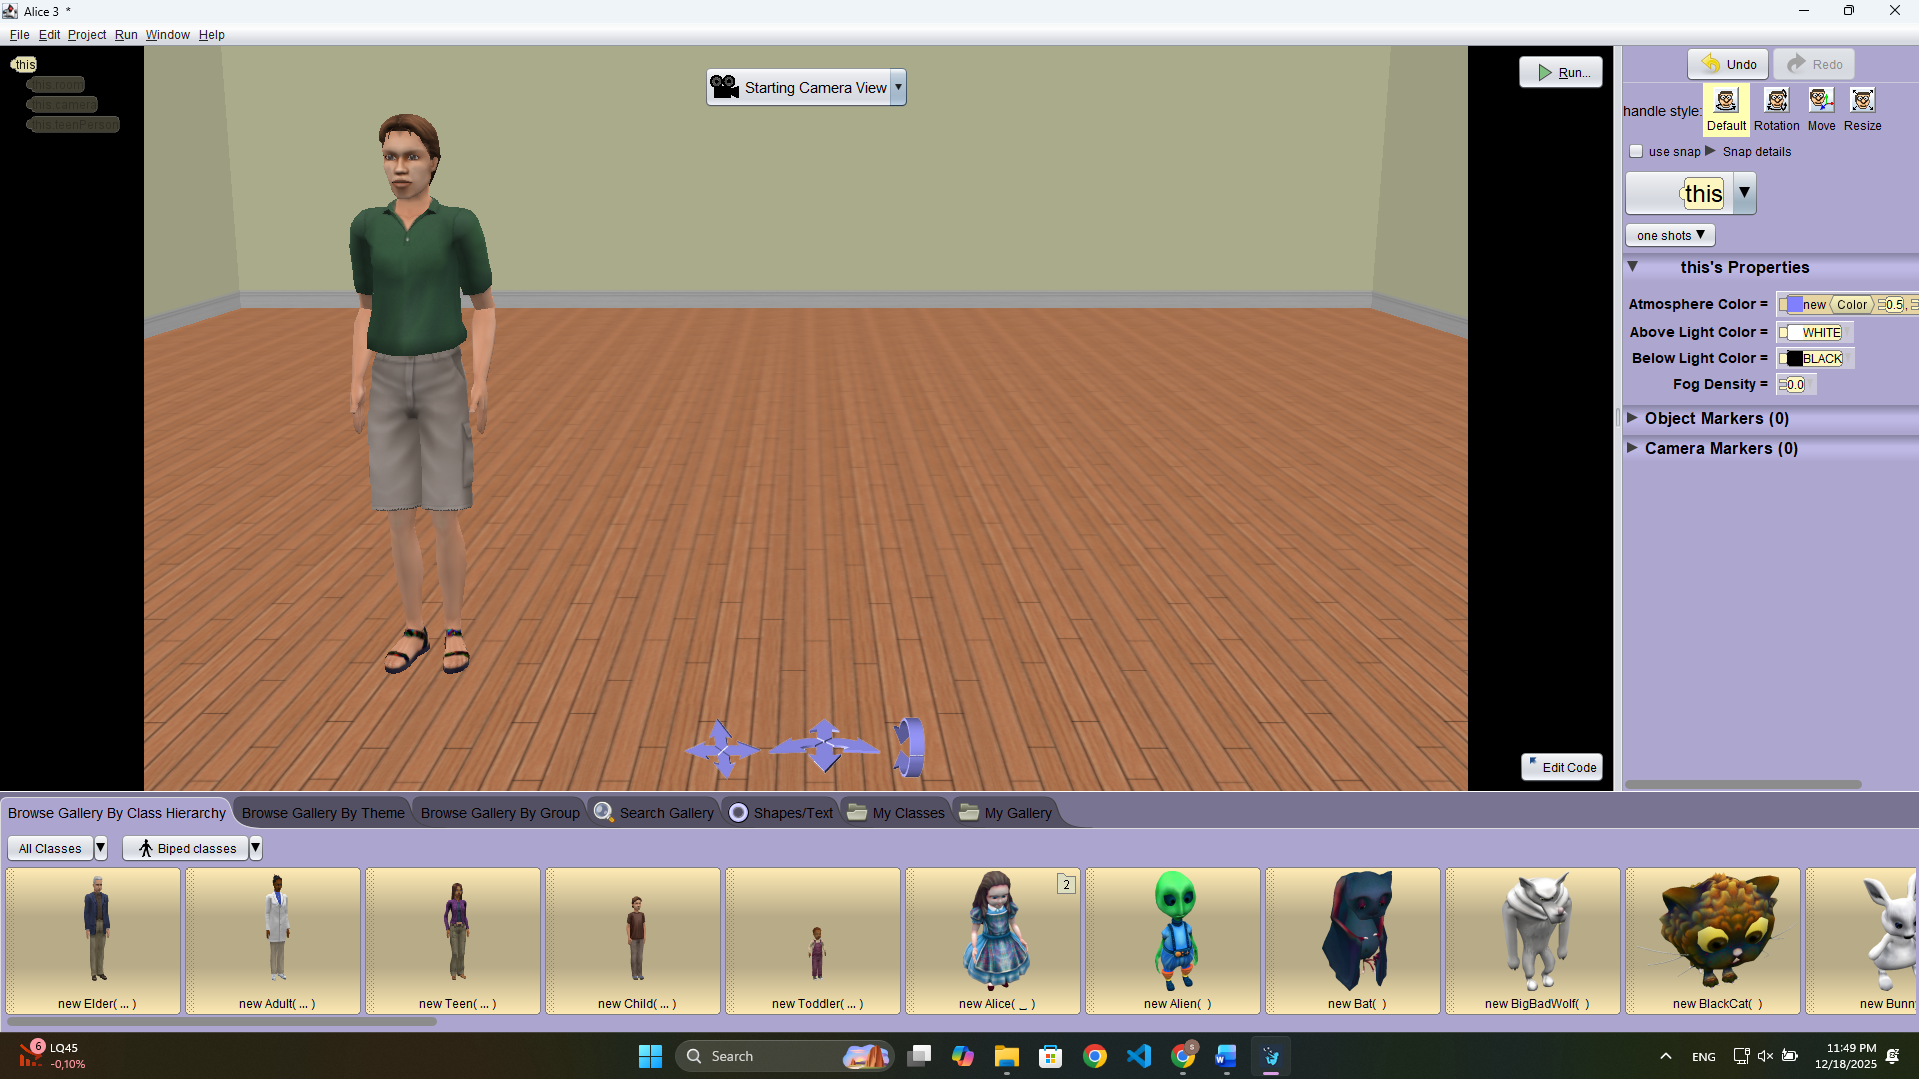 Alice 3 *
File Edit Project Run Window Help
this
this.room
this.camera
this.teenPerson
Starting Camera View
Run...
Undo Redo
handle style: Default Rotation Move Resize
use snap Snap details
this
one shots
this's Properties
Atmosphere Color = new Color 0.5,
Above Light Color = WHITE
Below Light Color = BLACK
Fog Density = 0.0
Object Markers (0)
Camera Markers (0)
Edit Code
Browse Gallery By Class Hierarchy Browse Gallery By Theme Browse Gallery By Group Search Gallery Shapes/Text My Classes My Gallery
All Classes Biped classes
2
new Elder( ... ) new Adult( ... ) new Teen( ... ) new Child( ... ) new Toddler( ... ) new Alice( _ ) new Alien( ) new Bat( ) new BigBadWolf( ) new BlackCat( ) new Bunn
6
LQ45
-0,10%
Search
S
W
ENG
11:49 PM
12/18/2025